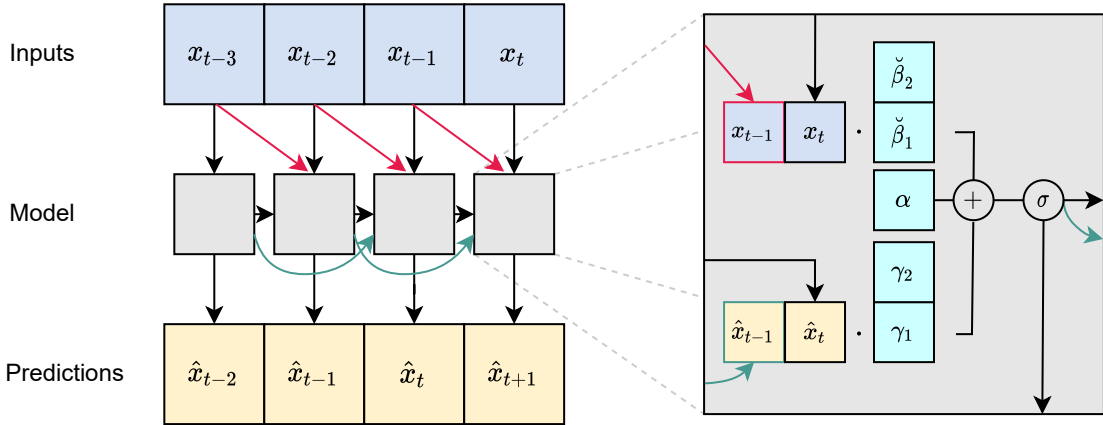 Inputs
x_{t−3} x_{t−2} x_{t−1} x_t
Model
Predictions
x̂_{t−2} x̂_{t−1} x̂_t x̂_{t+1}
β̆_2
x_{t−1} x_t · β̆_1
α + σ
γ_2
x̂_{t−1} x̂_t · γ_1